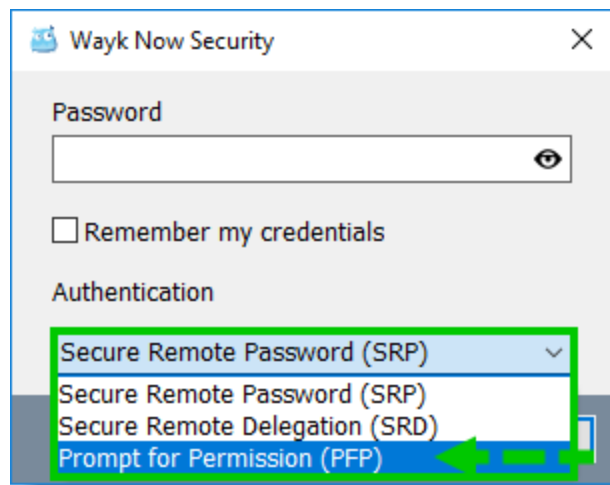 Wayk Now Security
Password
Remember my credentials
Authentication
Secure Remote Password (SRP)
Secure Remote Password (SRP)
Secure Remote Delegation (SRD)
Prompt for Permission (PFP)